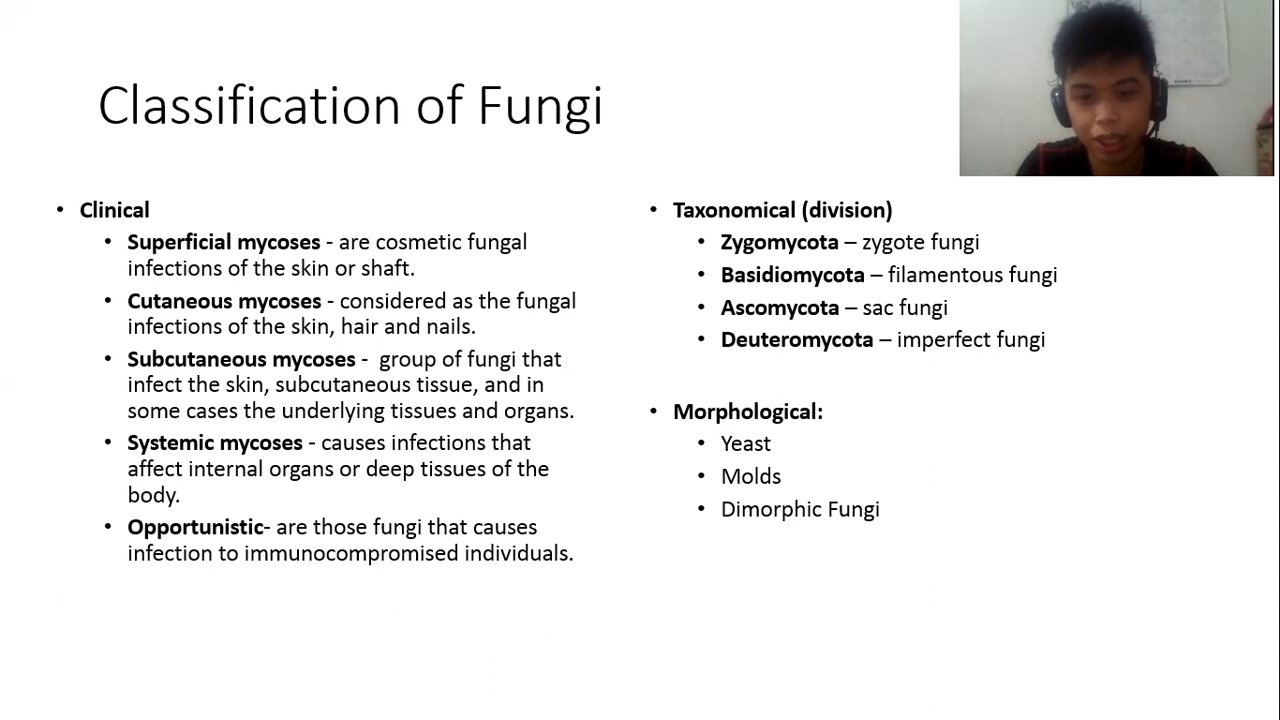 Classification of Fungi
• Clinical
• Superficial mycoses - are cosmetic fungal
infections of the skin or shaft.
• Cutaneous mycoses - considered as the fungal
infections of the skin, hair and nails.
• Subcutaneous mycoses - group of fungi that
infect the skin, subcutaneous tissue, and in
some cases the underlying tissues and organs.
• Systemic mycoses - causes infections that
affect internal organs or deep tissues of the
body.
• Opportunistic- are those fungi that causes
infection to immunocompromised individuals.
• Taxonomical (division)
• Zygomycota – zygote fungi
• Basidiomycota – filamentous fungi
• Ascomycota – sac fungi
• Deuteromycota – imperfect fungi
• Morphological:
• Yeast
• Molds
• Dimorphic Fungi